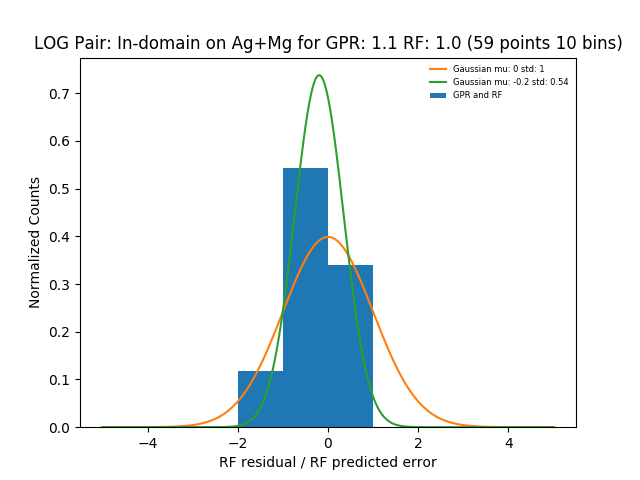 LOG Pair: In-domain on Ag+Mg for GPR: 1.1 RF: 1.0 (59 points 10 bins)
Gaussian mu: 0 std: 1
Gaussian mu: -0.2 std: 0.54
GPR and RF
Normalized Counts
0.7
0.6
0.5
0.4
0.3
0.2
0.1
0.0
−4 −2 0 2 4
RF residual / RF predicted error